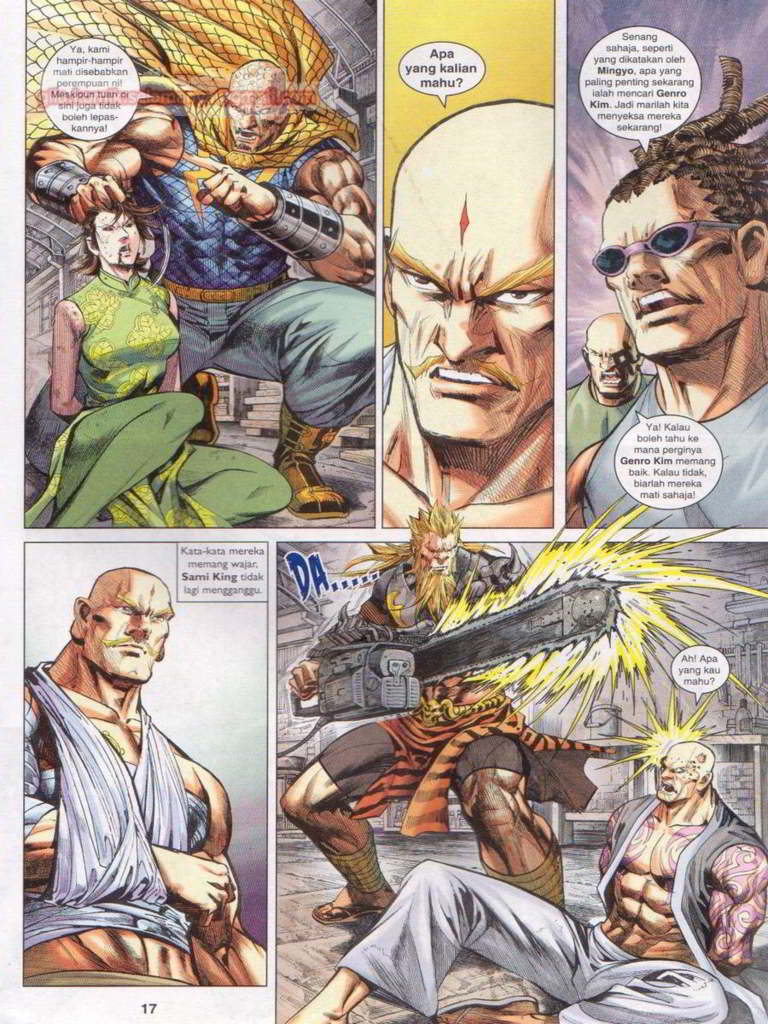 Ya, kami
hampir-hampir
mati disebabkan
perempuan ni!
Meskipun tuan di
sini juga tidak
boleh lepas-
kannya!
Apa
yang kalian
mahu?
Senang
sahaja, seperti
yang dikatakan oleh
Mingyo, apa yang
paling penting sekarang
ialah mencari Genro
Kim. Jadi marilah kita
menyeksa mereka
sekarang!
Ya! Kalau
boleh tahu ke
mana perginya
Genro Kim memang
baik. Kalau tidak,
biarlah mereka
mati sahaja!
Kata-kata mereka
memang wajar,
Sami King tidak
lagi mengganggu.
DA.....
Ah! Apa
yang kau
mahu?
17